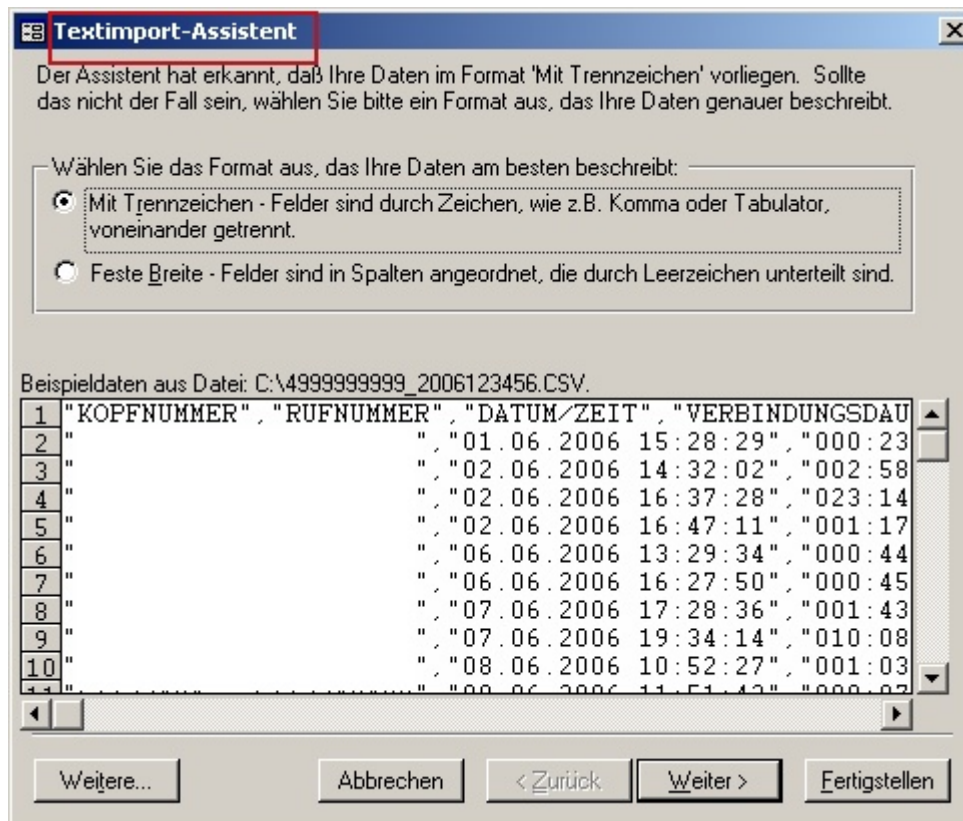 Textimport-Assistent
Der Assistent hat erkannt, daß Ihre Daten im Format 'Mit Trennzeichen' vorliegen. Sollte
das nicht der Fall sein, wählen Sie bitte ein Format aus, das Ihre Daten genauer beschreibt.
Wählen Sie das Format aus, das Ihre Daten am besten beschreibt:
Mit Trennzeichen - Felder sind durch Zeichen, wie z.B. Komma oder Tabulator,
voneinander getrennt.
Feste Breite - Felder sind in Spalten angeordnet, die durch Leerzeichen unterteilt sind.
Beispieldaten aus Datei: C:\4999999999_2006123456.CSV.
1 "KOPFNUMMER","RUFNUMMER","DATUM/ZEIT","VERBINDUNGSDAU
2 " ","01.06.2006 15:28:29","000:23
3 " ","02.06.2006 14:32:02","002:58
4 " ","02.06.2006 16:37:28","023:14
5 " ","02.06.2006 16:47:11","001:17
6 " ","06.06.2006 13:29:34","000:44
7 " ","06.06.2006 16:27:50","000:45
8 " ","07.06.2006 17:28:36","001:43
9 " ","07.06.2006 19:34:14","010:08
10 " ","08.06.2006 10:52:27","001:03
Weitere... Abbrechen < Zurück Weiter > Fertigstellen